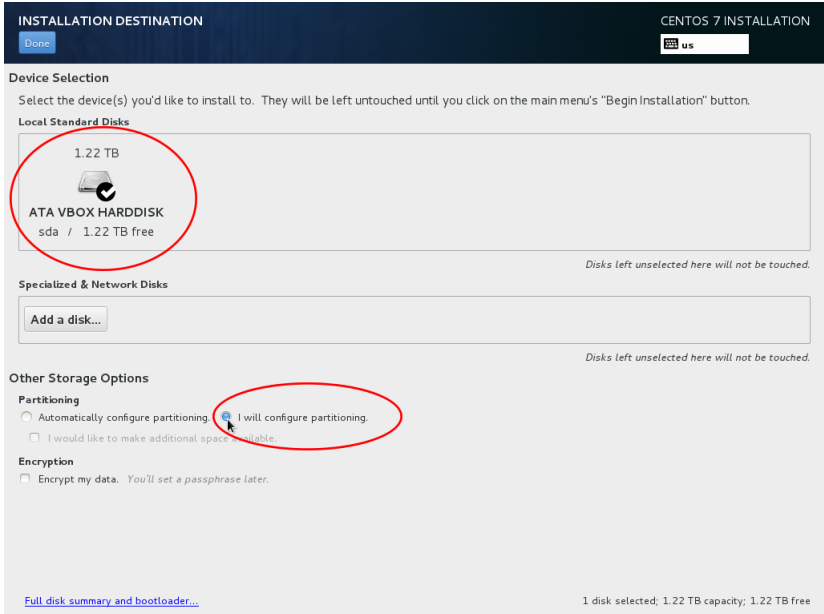 INSTALLATION DESTINATION
CENTOS 7 INSTALLATION
Done
us
Device Selection
Select the device(s) you'd like to install to. They will be left untouched until you click on the main menu's "Begin Installation" button.
Local Standard Disks
1.22 TB
ATA VBOX HARDDISK
sda / 1.22 TB free
Disks left unselected here will not be touched.
Specialized & Network Disks
Add a disk...
Disks left unselected here will not be touched.
Other Storage Options
Partitioning
Automatically configure partitioning. I will configure partitioning.
I would like to make additional space available.
Encryption
Encrypt my data. You'll set a passphrase later.
Full disk summary and bootloader...
1 disk selected; 1.22 TB capacity; 1.22 TB free